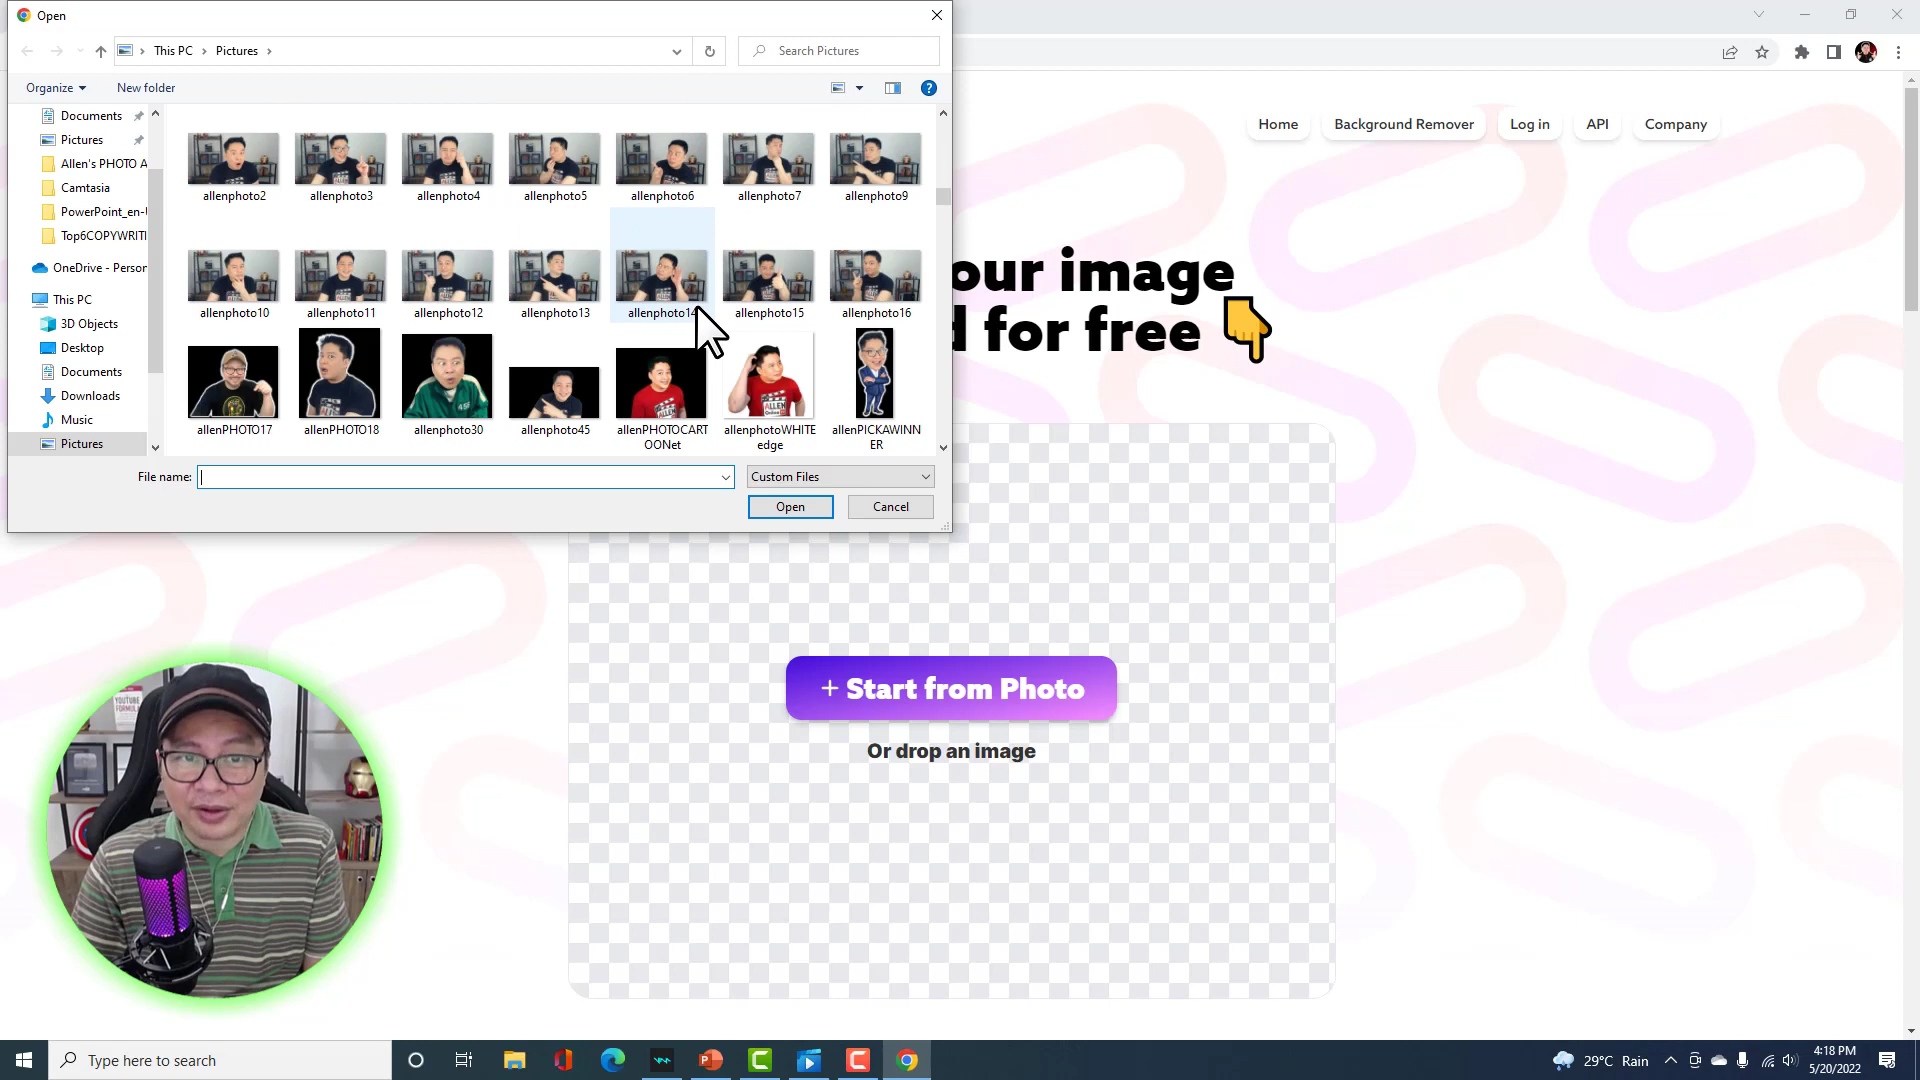 Open
This PC
Pictures
Search Pictures
Organize
New folder
Documents
Pictures
Allen's PHOTO A
Camtasia
PowerPoint_en-
Top6COPYWRITI
OneDrive - Person
This PC
3D Objects
Desktop
Documents
Downloads
Music
Pictures
allenphoto2
allenphoto3
allenphoto4
allenphoto5
allenphoto6
allenphoto7
allenphoto9
allenphoto10
allenphoto11
allenphoto12
allenphoto13
allenphoto14
allenphoto15
allenphoto16
allenPHOTO17
allenPHOTO18
allenphoto30
allenphoto45
allenPHOTOCART
OONet
allenphotoWHITE
edge
allenPICKAWINN
ER
File name:
Custom Files
Open
Cancel
Home
Background Remover
Log in
API
Company
our image
d for free
+ Start from Photo
Or drop an image
YOUTUBE
FORMULA
Type here to search
29°C Rain
4:18 PM
5/20/2022